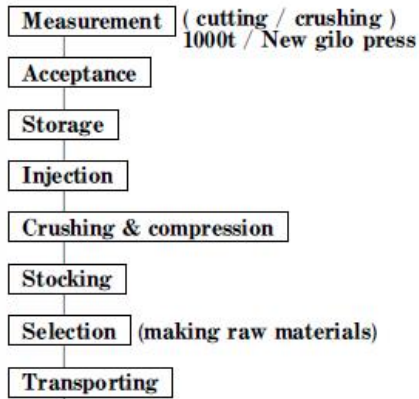 Measurement ( cutting / crushing )
1000t / New gilo press
Acceptance
Storage
Injection
Crushing & compression
Stocking
Selection (making raw materials)
Transporting